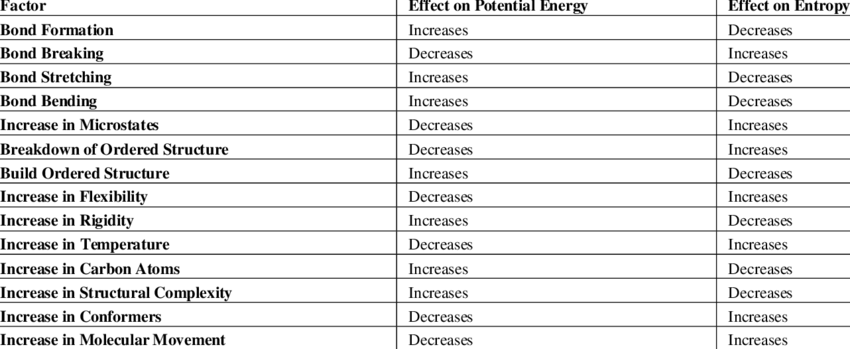 Factor Effect on Potential Energy Effect on Entropy
Bond Formation Increases Decreases
Bond Breaking Decreases Increases
Bond Stretching Increases Decreases
Bond Bending Increases Decreases
Increase in Microstates Decreases Increases
Breakdown of Ordered Structure Decreases Increases
Build Ordered Structure Increases Decreases
Increase in Flexibility Decreases Increases
Increase in Rigidity Increases Decreases
Increase in Temperature Decreases Increases
Increase in Carbon Atoms Increases Decreases
Increase in Structural Complexity Increases Decreases
Increase in Conformers Decreases Increases
Increase in Molecular Movement Decreases Increases